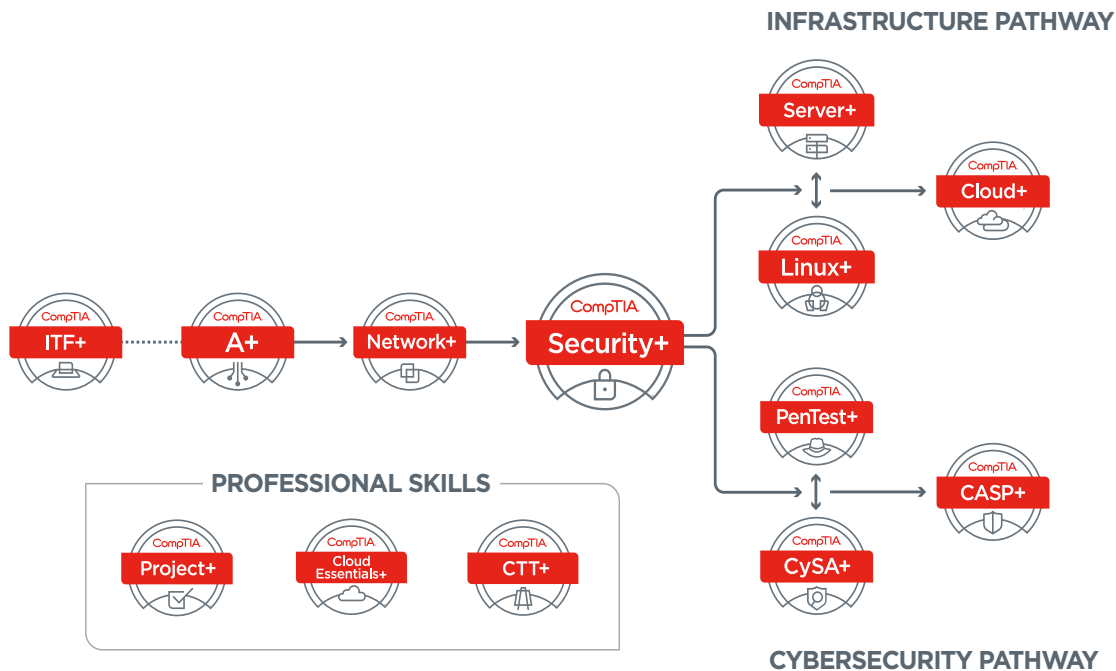 INFRASTRUCTURE PATHWAY
CompTIA.
Server+
CompTIA.
Cloud+
CompTIA.
Linux+
CompTIA.
ITF+
CompTIA.
A+
CompTIA.
Network+
CompTIA.
Security+
CompTIA.
PenTest+
CompTIA.
CASP+
CompTIA.
CySA+
PROFESSIONAL SKILLS
CompTIA.
Project+
CompTIA.
Cloud
Essentials+
CompTIA.
CTT+
CYBERSECURITY PATHWAY